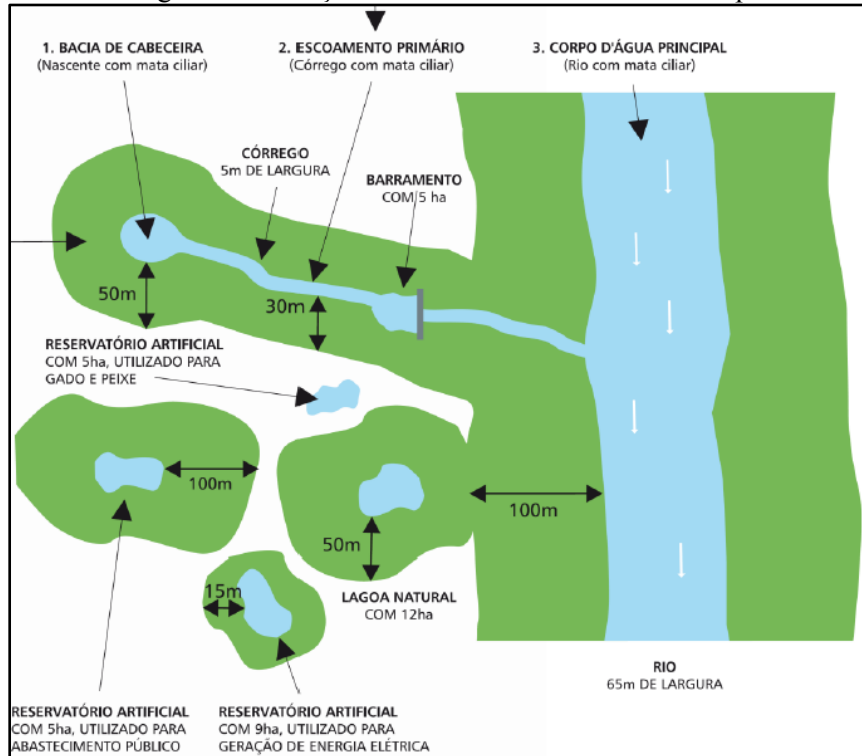 1. BACIA DE CABECEIRA
(Nascente com mata ciliar)
2. ESCOAMENTO PRIMÁRIO
(Córrego com mata ciliar)
3. CORPO D'ÁGUA PRINCIPAL
(Rio com mata ciliar)
CÓRREGO
5m DE LARGURA
BARRAMENTO
COM 5 ha
50m
30m
RESERVATÓRIO ARTIFICIAL
COM 5ha, UTILIZADO PARA
GADO E PEIXE
100m
50m
100m
15m
LAGOA NATURAL
COM 12ha
RIO
65m DE LARGURA
RESERVATÓRIO ARTIFICIAL
COM 5ha, UTILIZADO PARA
ABASTECIMENTO PÚBLICO
RESERVATÓRIO ARTIFICIAL
COM 9ha, UTILIZADO PARA
GERAÇÃO DE ENERGIA ELÉTRICA